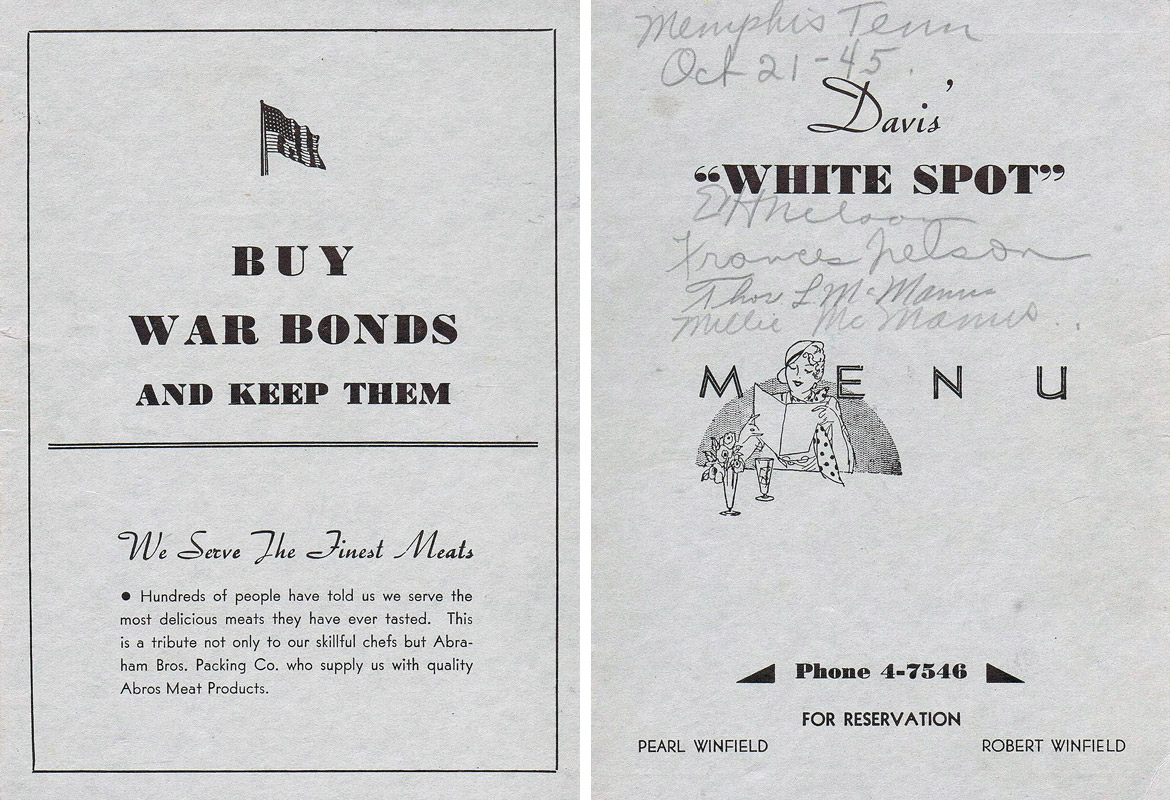 BUY
WAR BONDS
AND KEEP THEM
We Serve The Finest Meats
• Hundreds of people have told us we serve the
most delicious meats they have ever tasted. This
is a tribute not only to our skillful chefs but Abra-
ham Bros. Packing Co. who supply us with quality
Abros Meat Products.
Memphis Tenn
Oct 21-45.
Davis'
“WHITE SPOT”
EH Nelson
Frances Nelson
L McManus
Millie McManus
MENU
Phone 4-7546
FOR RESERVATION
PEARL WINFIELD
ROBERT WINFIELD